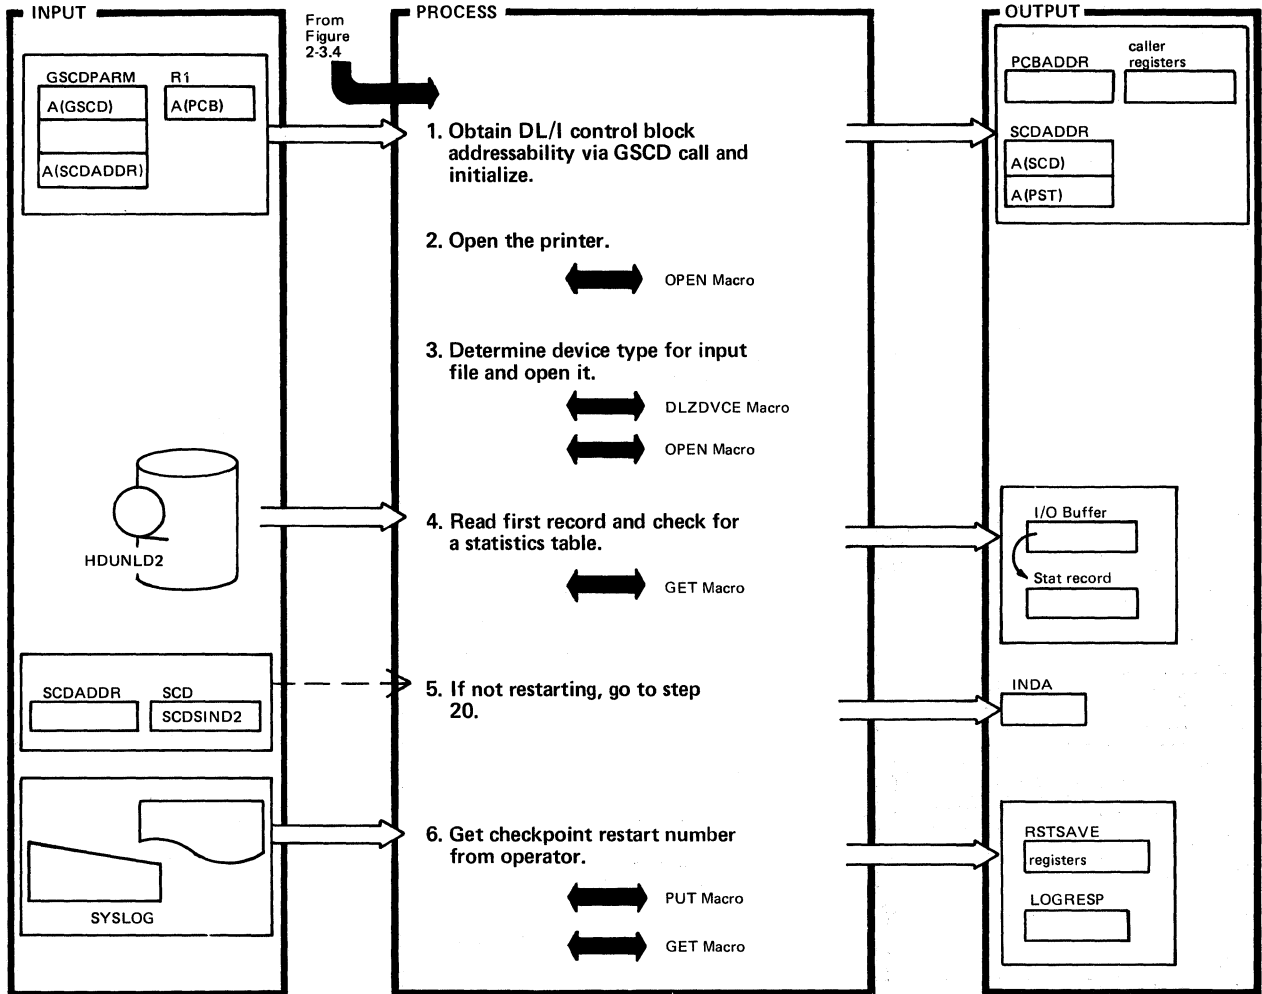 INPUT
From
Figure
2-3.4
PROCESS
OUTPUT
GSCDPARM
R1
A(GSCD)
A(PCB)
A(SCDADDR)
1. Obtain DL/I control block
addressability via GSCD call and
initialize.
PCBADDR
caller
registers
SCDADDR
A(SCD)
A(PST)
2. Open the printer.
OPEN Macro
3. Determine device type for input
file and open it.
DLZDVCE Macro
OPEN Macro
HDUNLD2
4. Read first record and check for
a statistics table.
GET Macro
I/O Buffer
Stat record
SCDADDR
SCD
SCDSIND2
5. If not restarting, go to step
20.
INDA
SYSLOG
6. Get checkpoint restart number
from operator.
PUT Macro
GET Macro
RSTSAVE
registers
LOGRESP